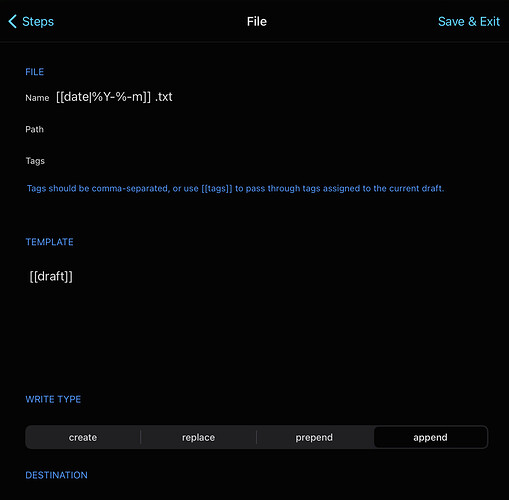 Steps
File
Save & Exit
FILE
Name [[date|%Y-%-m]] .txt
Path
Tags
Tags should be comma-separated, or use [[tags]] to pass through tags assigned to the current draft.
TEMPLATE
[[draft]]
WRITE TYPE
create
replace
prepend
append
DESTINATION